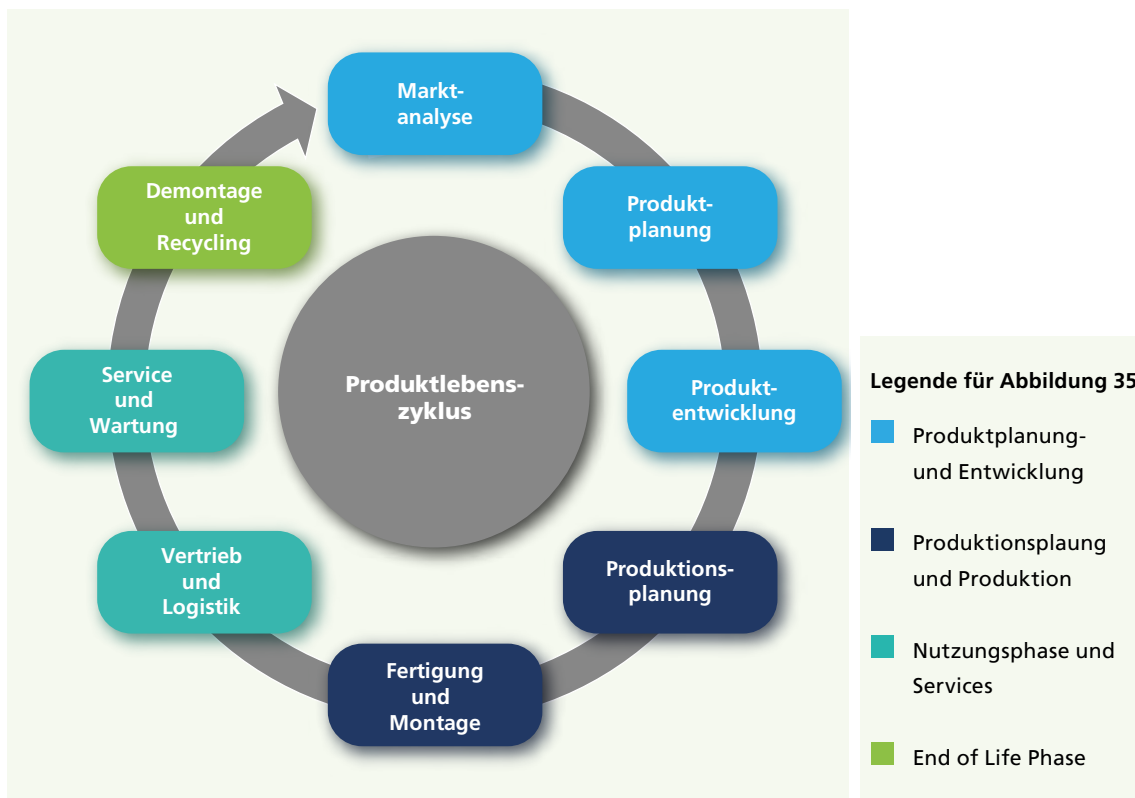 Markt-
analyse
Produkt-
planung
Produkt-
entwicklung
Produktions-
planung
Fertigung
und
Montage
Vertrieb
und
Logistik
Service
und
Wartung
Demontage
und
Recycling
Produktlebens-
zyklus
Legende für Abbildung 35
Produktplanung-
und Entwicklung
Produktionsplaung
und Produktion
Nutzungsphase und
Services
End of Life Phase